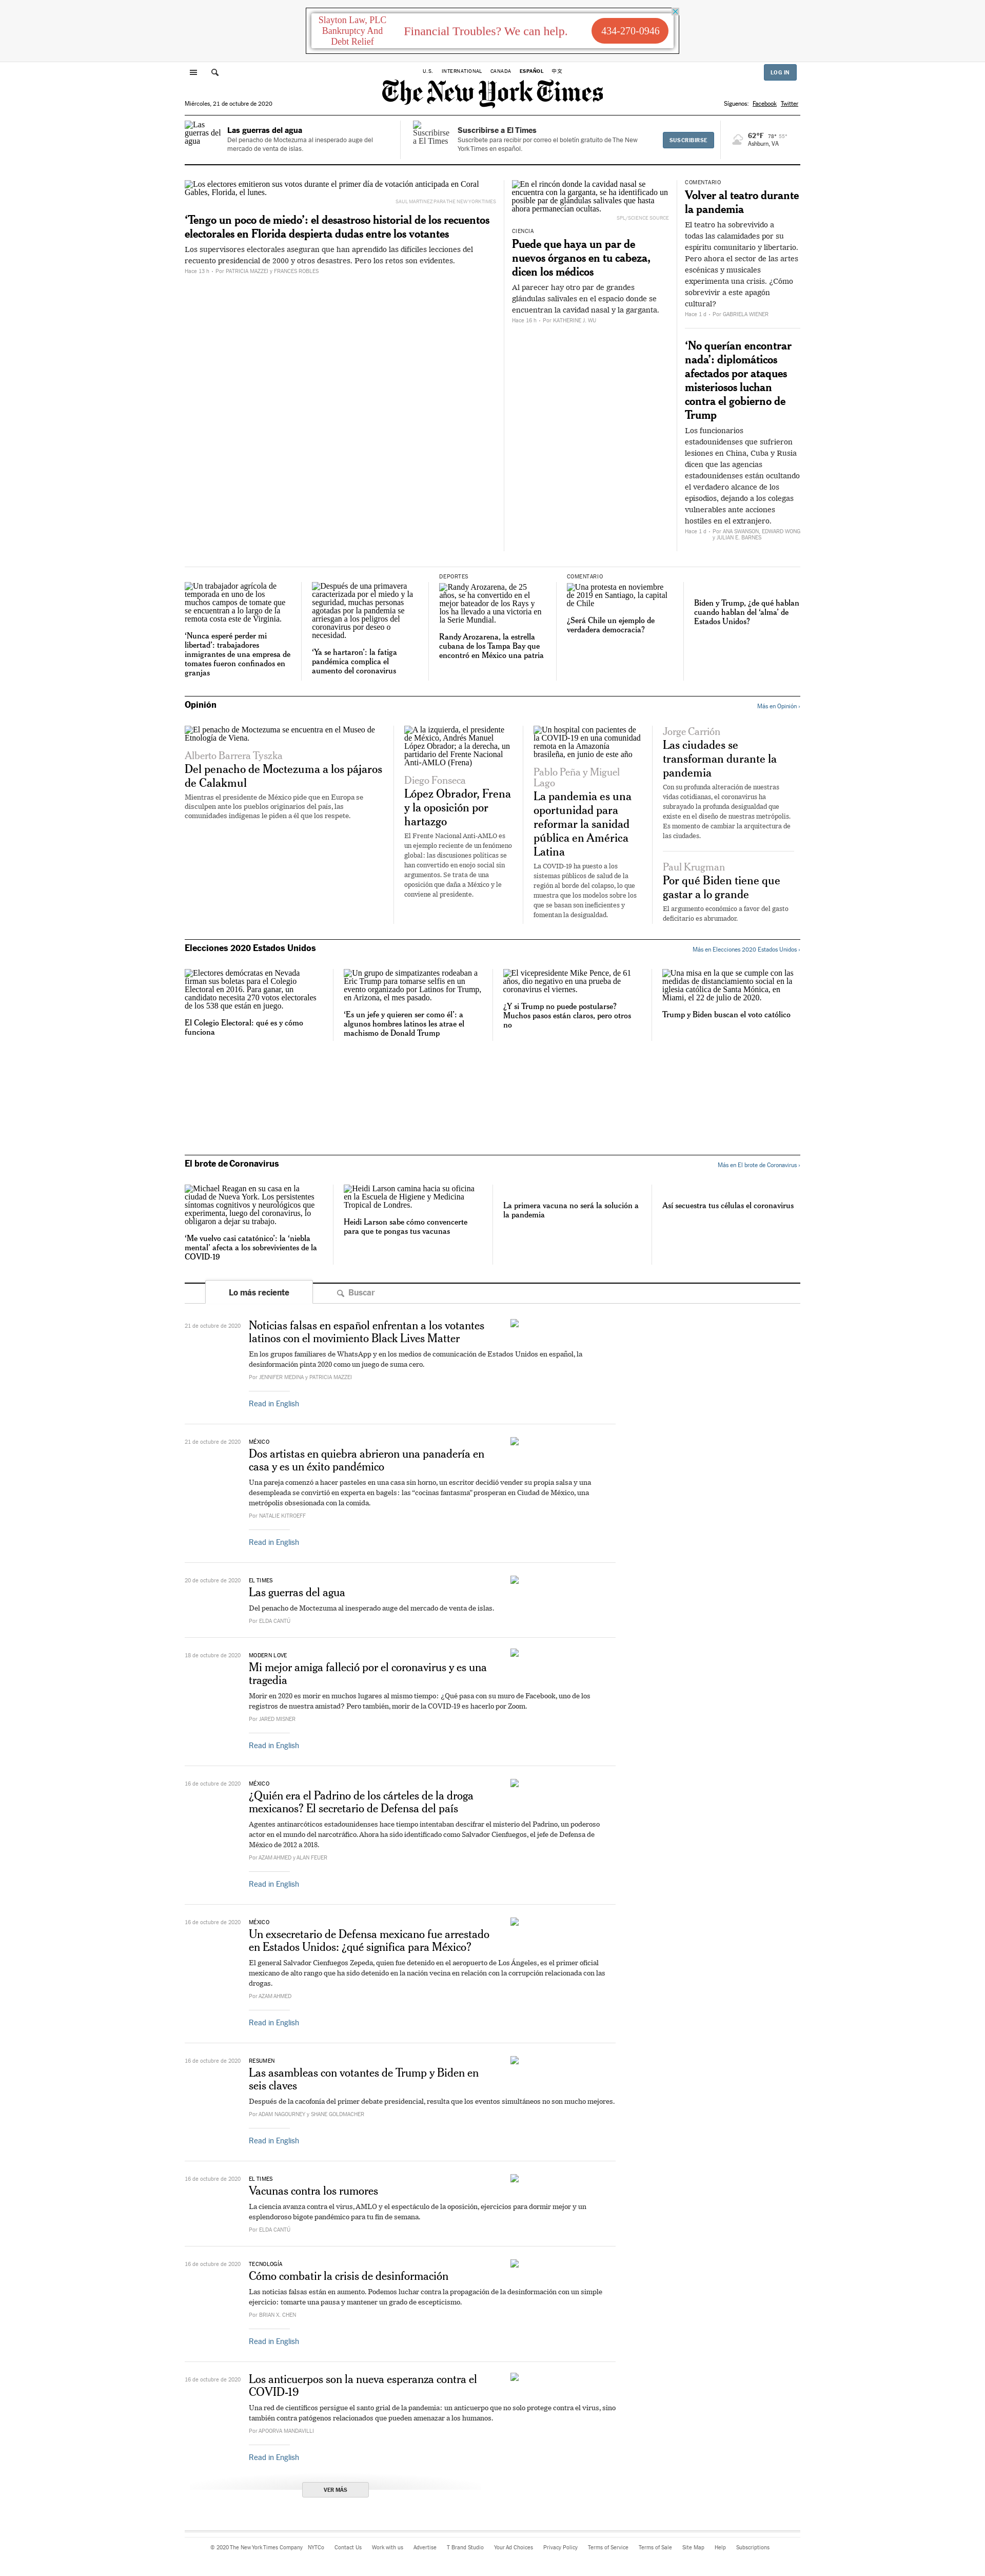 Slayton Law, PLC
Bankruptcy And
Debt Relief
Financial Troubles? We can help.
434-270-0946
U.S. INTERNATIONAL CANADA ESPAÑOL 中文
LOG IN
The New York Times
Miércoles, 21 de octubre de 2020
Síguenos: Facebook Twitter
Las guerras del agua
Las guerras del agua
Del penacho de Moctezuma al inesperado auge del
mercado de venta de islas.
Suscribirse a El Times
Suscribirse a El Times
Suscríbete para recibir por correo el boletín gratuito de The New
York Times en español.
SUSCRIBIRSE
62°F 78° 55°
Ashburn, VA
Los electores emitieron sus votos durante el primer día de votación anticipada en Coral
Gables, Florida, el lunes.
SAUL MARTINEZ PARA THE NEW YORK TIMES
‘Tengo un poco de miedo’: el desastroso historial de los recuentos
electorales en Florida despierta dudas entre los votantes
Los supervisores electorales aseguran que han aprendido las difíciles lecciones del
recuento presidencial de 2000 y otros desastres. Pero los retos son evidentes.
Hace 13 h - Por PATRICIA MAZZEI y FRANCES ROBLES
En el rincón donde la cavidad nasal se
encuentra con la garganta, se ha identificado un
posible par de glándulas salivales que hasta
ahora permanecían ocultas.
SPL/SCIENCE SOURCE
CIENCIA
Puede que haya un par de
nuevos órganos en tu cabeza,
dicen los médicos
Al parecer hay otro par de grandes
glándulas salivales en el espacio donde se
encuentran la cavidad nasal y la garganta.
Hace 16 h - Por KATHERINE J. WU
COMENTARIO
Volver al teatro durante
la pandemia
El teatro ha sobrevivido a
todas las calamidades por su
espíritu comunitario y libertario.
Pero ahora el sector de las artes
escénicas y musicales
experimenta una crisis. ¿Cómo
sobrevivir a este apagón
cultural?
Hace 1 d - Por GABRIELA WIENER
‘No querían encontrar
nada’: diplomáticos
afectados por ataques
misteriosos luchan
contra el gobierno de
Trump
Los funcionarios
estadounidenses que sufrieron
lesiones en China, Cuba y Rusia
dicen que las agencias
estadounidenses están ocultando
el verdadero alcance de los
episodios, dejando a los colegas
vulnerables ante acciones
hostiles en el extranjero.
Hace 1 d - Por ANA SWANSON, EDWARD WONG
y JULIAN E. BARNES
Un trabajador agrícola de
temporada en uno de los
muchos campos de tomate que
se encuentran a lo largo de la
remota costa este de Virginia.
‘Nunca esperé perder mi
libertad’: trabajadores
inmigrantes de una empresa de
tomates fueron confinados en
granjas
Después de una primavera
caracterizada por el miedo y la
seguridad, muchas personas
agotadas por la pandemia se
arriesgan a los peligros del
coronavirus por deseo o
necesidad.
‘Ya se hartaron’: la fatiga
pandémica complica el
aumento del coronavirus
DEPORTES
Randy Arozarena, de 25
años, se ha convertido en el
mejor bateador de los Rays y
los ha llevado a una victoria en
la Serie Mundial.
Randy Arozarena, la estrella
cubana de los Tampa Bay que
encontró en México una patria
COMENTARIO
Una protesta en noviembre
de 2019 en Santiago, la capital
de Chile
¿Será Chile un ejemplo de
verdadera democracia?
Biden y Trump, ¿de qué hablan
cuando hablan del ‘alma’ de
Estados Unidos?
Opinión
Más en Opinión ›
El penacho de Moctezuma se encuentra en el Museo de
Etnología de Viena.
Alberto Barrera Tyszka
Del penacho de Moctezuma a los pájaros
de Calakmul
Mientras el presidente de México pide que en Europa se
disculpen ante los pueblos originarios del país, las
comunidades indígenas le piden a él que los respete.
A la izquierda, el presidente
de México, Andrés Manuel
López Obrador; a la derecha, un
partidario del Frente Nacional
Anti-AMLO (Frena)
Diego Fonseca
López Obrador, Frena
y la oposición por
hartazgo
El Frente Nacional Anti-AMLO es
un ejemplo reciente de un fenómeno
global: las discusiones políticas se
han convertido en enojo social sin
argumentos. Se trata de una
oposición que daña a México y le
conviene al presidente.
Un hospital con pacientes de
la COVID-19 en una comunidad
remota en la Amazonía
brasileña, en junio de este año
Pablo Peña y Miguel
Lago
La pandemia es una
oportunidad para
reformar la sanidad
pública en América
Latina
La COVID-19 ha puesto a los
sistemas públicos de salud de la
región al borde del colapso, lo que
muestra que los modelos sobre los
que se basan son ineficientes y
fomentan la desigualdad.
Jorge Carrión
Las ciudades se
transforman durante la
pandemia
Con su profunda alteración de nuestras
vidas cotidianas, el coronavirus ha
subrayado la profunda desigualdad que
existe en el diseño de nuestras metrópolis.
Es momento de cambiar la arquitectura de
las ciudades.
Paul Krugman
Por qué Biden tiene que
gastar a lo grande
El argumento económico a favor del gasto
deficitario es abrumador.
Elecciones 2020 Estados Unidos
Más en Elecciones 2020 Estados Unidos ›
Electores demócratas en Nevada
firman sus boletas para el Colegio
Electoral en 2016. Para ganar, un
candidato necesita 270 votos electorales
de los 538 que están en juego.
El Colegio Electoral: qué es y cómo
funciona
Un grupo de simpatizantes rodeaban a
Eric Trump para tomarse selfis en un
evento organizado por Latinos for Trump,
en Arizona, el mes pasado.
‘Es un jefe y quieren ser como él’: a
algunos hombres latinos les atrae el
machismo de Donald Trump
El vicepresidente Mike Pence, de 61
años, dio negativo en una prueba de
coronavirus el viernes.
¿Y si Trump no puede postularse?
Muchos pasos están claros, pero otros
no
Una misa en la que se cumple con las
medidas de distanciamiento social en la
iglesia católica de Santa Mónica, en
Miami, el 22 de julio de 2020.
Trump y Biden buscan el voto católico
El brote de Coronavirus
Más en El brote de Coronavirus ›
Michael Reagan en su casa en la
ciudad de Nueva York. Los persistentes
síntomas cognitivos y neurológicos que
experimenta, luego del coronavirus, lo
obligaron a dejar su trabajo.
‘Me vuelvo casi catatónico’: la ‘niebla
mental’ afecta a los sobrevivientes de la
COVID-19
Heidi Larson camina hacia su oficina
en la Escuela de Higiene y Medicina
Tropical de Londres.
Heidi Larson sabe cómo convencerte
para que te pongas tus vacunas
La primera vacuna no será la solución a
la pandemia
Así secuestra tus células el coronavirus
Lo más reciente
Buscar
21 de octubre de 2020
Noticias falsas en español enfrentan a los votantes
latinos con el movimiento Black Lives Matter
En los grupos familiares de WhatsApp y en los medios de comunicación de Estados Unidos en español, la
desinformación pinta 2020 como un juego de suma cero.
Por JENNIFER MEDINA y PATRICIA MAZZEI
Read in English
21 de octubre de 2020
MÉXICO
Dos artistas en quiebra abrieron una panadería en
casa y es un éxito pandémico
Una pareja comenzó a hacer pasteles en una casa sin horno, un escritor decidió vender su propia salsa y una
desempleada se convirtió en experta en bagels: las “cocinas fantasma” prosperan en Ciudad de México, una
metrópolis obsesionada con la comida.
Por NATALIE KITROEFF
Read in English
20 de octubre de 2020
EL TIMES
Las guerras del agua
Del penacho de Moctezuma al inesperado auge del mercado de venta de islas.
Por ELDA CANTÚ
18 de octubre de 2020
MODERN LOVE
Mi mejor amiga falleció por el coronavirus y es una
tragedia
Morir en 2020 es morir en muchos lugares al mismo tiempo: ¿Qué pasa con su muro de Facebook, uno de los
registros de nuestra amistad? Pero también, morir de la COVID-19 es hacerlo por Zoom.
Por JARED MISNER
Read in English
16 de octubre de 2020
MÉXICO
¿Quién era el Padrino de los cárteles de la droga
mexicanos? El secretario de Defensa del país
Agentes antinarcóticos estadounidenses hace tiempo intentaban descifrar el misterio del Padrino, un poderoso
actor en el mundo del narcotráfico. Ahora ha sido identificado como Salvador Cienfuegos, el jefe de Defensa de
México de 2012 a 2018.
Por AZAM AHMED y ALAN FEUER
Read in English
16 de octubre de 2020
MÉXICO
Un exsecretario de Defensa mexicano fue arrestado
en Estados Unidos: ¿qué significa para México?
El general Salvador Cienfuegos Zepeda, quien fue detenido en el aeropuerto de Los Ángeles, es el primer oficial
mexicano de alto rango que ha sido detenido en la nación vecina en relación con la corrupción relacionada con las
drogas.
Por AZAM AHMED
Read in English
16 de octubre de 2020
RESUMEN
Las asambleas con votantes de Trump y Biden en
seis claves
Después de la cacofonía del primer debate presidencial, resulta que los eventos simultáneos no son mucho mejores.
Por ADAM NAGOURNEY y SHANE GOLDMACHER
Read in English
16 de octubre de 2020
EL TIMES
Vacunas contra los rumores
La ciencia avanza contra el virus, AMLO y el espectáculo de la oposición, ejercicios para dormir mejor y un
esplendoroso bigote pandémico para tu fin de semana.
Por ELDA CANTÚ
16 de octubre de 2020
TECNOLOGÍA
Cómo combatir la crisis de desinformación
Las noticias falsas están en aumento. Podemos luchar contra la propagación de la desinformación con un simple
ejercicio: tomarte una pausa y mantener un grado de escepticismo.
Por BRIAN X. CHEN
Read in English
16 de octubre de 2020
Los anticuerpos son la nueva esperanza contra el
COVID-19
Una red de científicos persigue el santo grial de la pandemia: un anticuerpo que no solo protege contra el virus, sino
también contra patógenos relacionados que pueden amenazar a los humanos.
Por APOORVA MANDAVILLI
Read in English
VER MÁS
© 2020 The New York Times Company NYTCo Contact Us Work with us Advertise T Brand Studio Your Ad Choices Privacy Policy Terms of Service Terms of Sale Site Map Help Subscriptions